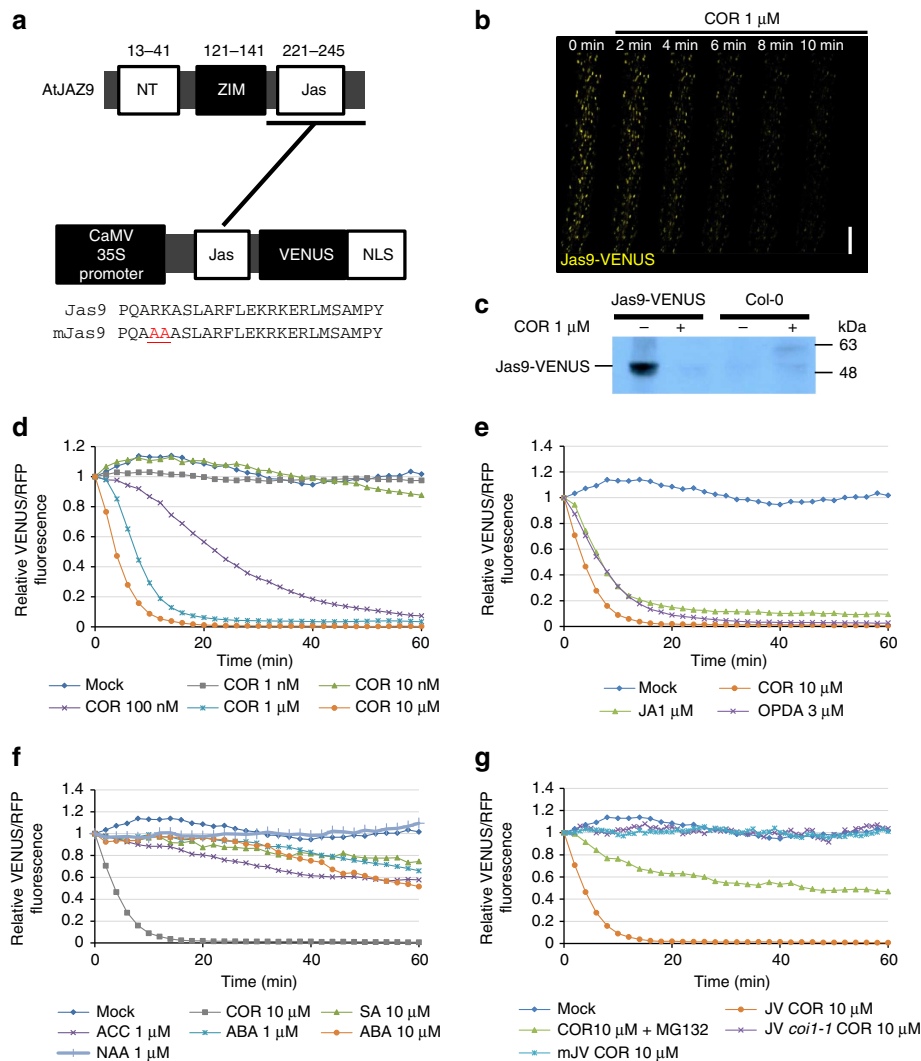 a
13–41 121–141 221–245
AtJAZ9 NT ZIM Jas
CaMV
35S
promoter
Jas VENUS NLS
Jas9 PQARKASLARFLEKRKERLMSAMPY
mJas9 PQAAAASLARFLEKRKERLMSAMPY
b
COR 1 μM
0 min 2 min 4 min 6 min 8 min 10 min
Jas9-VENUS
c
Jas9-VENUS Col-0
COR 1 μM – + – + kDa
63
Jas9-VENUS
48
d
Relative VENUS/RFP
fluorescence
1.2
1
0.8
0.6
0.4
0.2
0
0 20 40 60
Time (min)
Mock COR 1 nM COR 10 nM
COR 100 nM COR 1 μM COR 10 μM
e
Relative VENUS/RFP
fluorescence
1.4
1.2
1
0.8
0.6
0.4
0.2
0
0 20 40 60
Time (min)
Mock COR 10 μM
JA1 μM OPDA 3 μM
f
Relative VENUS/RFP
fluorescence
1.4
1.2
1
0.8
0.6
0.4
0.2
0
0 20 40 60
Time (min)
Mock COR 10 μM SA 10 μM
ACC 1 μM ABA 1 μM ABA 10 μM
NAA 1 μM
g
Relative VENUS/RFP
fluorescence
1.4
1.2
1
0.8
0.6
0.4
0.2
0
0 20 40 60
Time (min)
Mock JV COR 10 μM
COR10 μM + MG132 JV coi1-1 COR 10 μM
mJV COR 10 μM